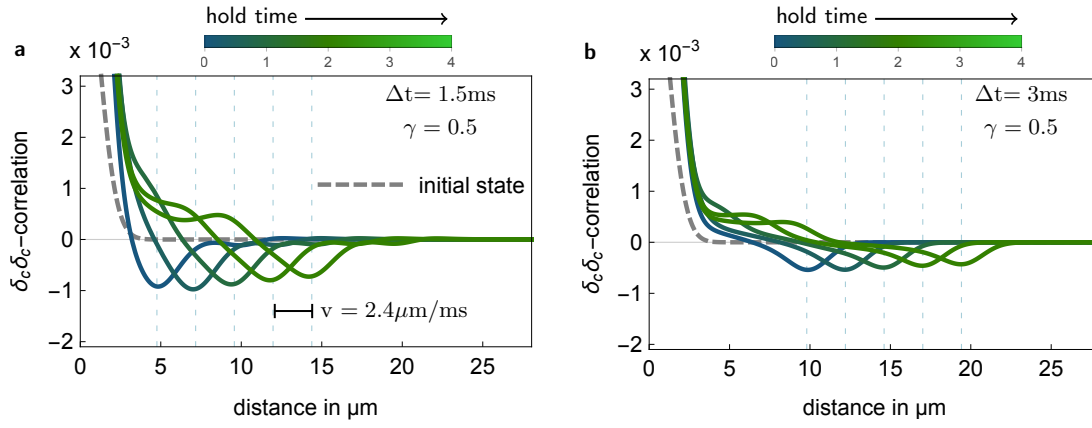 hold time
0 1 2 3 4
a
x 10⁻³
3
2
1
0
−1
−2
δcδc−correlation
Δt= 1.5ms
γ = 0.5
initial state
v = 2.4μm/ms
0 5 10 15 20 25
distance in µm
hold time
0 1 2 3 4
b
x 10⁻³
3
2
1
0
−1
−2
δcδc−correlation
Δt= 3ms
γ = 0.5
0 5 10 15 20 25
distance in µm